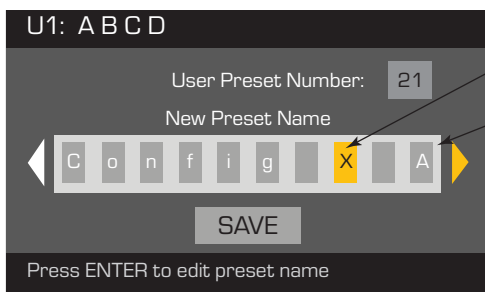 U1: A B C D
User Preset Number: 21
New Preset Name
C o n f i g X A
SAVE
Press ENTER to edit preset name